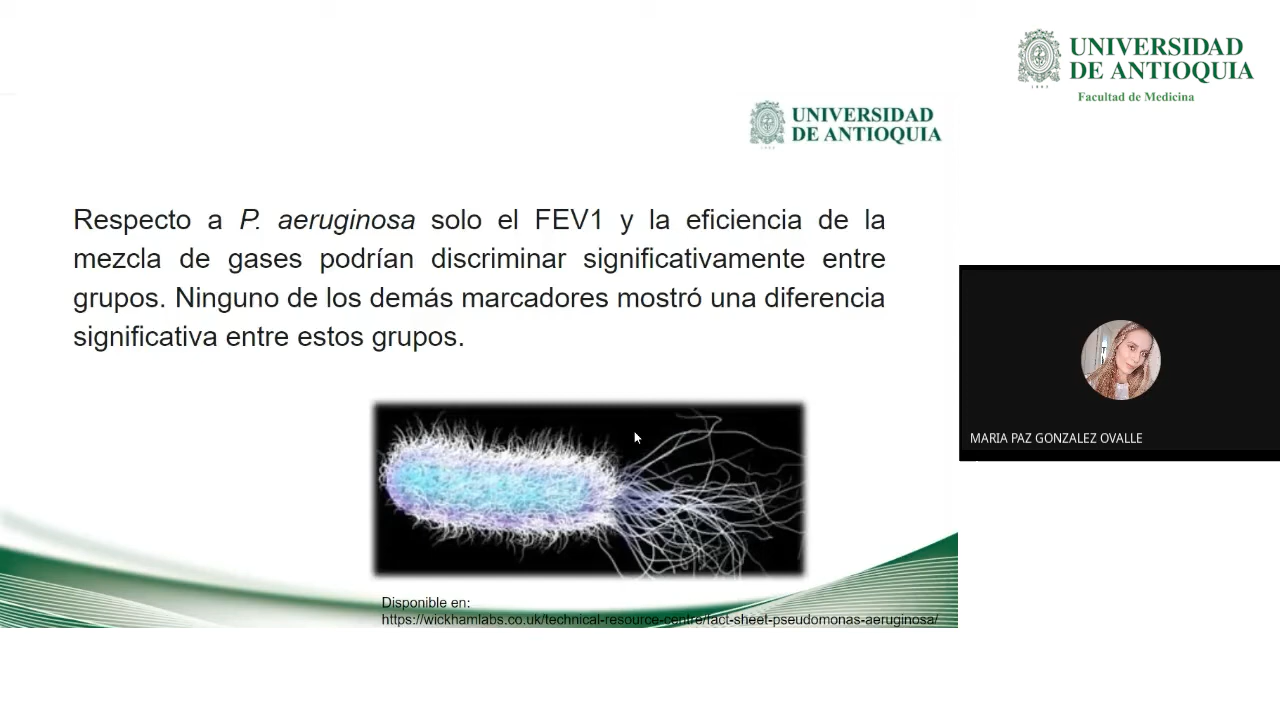 UNIVERSIDAD
DE ANTIOQUIA
1803
Facultad de Medicina
UNIVERSIDAD
DE ANTIOQUIA
Respecto a P. aeruginosa solo el FEV1 y la eficiencia de la
mezcla de gases podrían discriminar significativamente entre
grupos. Ninguno de los demás marcadores mostró una diferencia
significativa entre estos grupos.
MARIA PAZ GONZALEZ OVALLE
Disponible en:
https://wickhamlabs.co.uk/technical-resource-centre/fact-sheet-pseudomonas-aeruginosa/